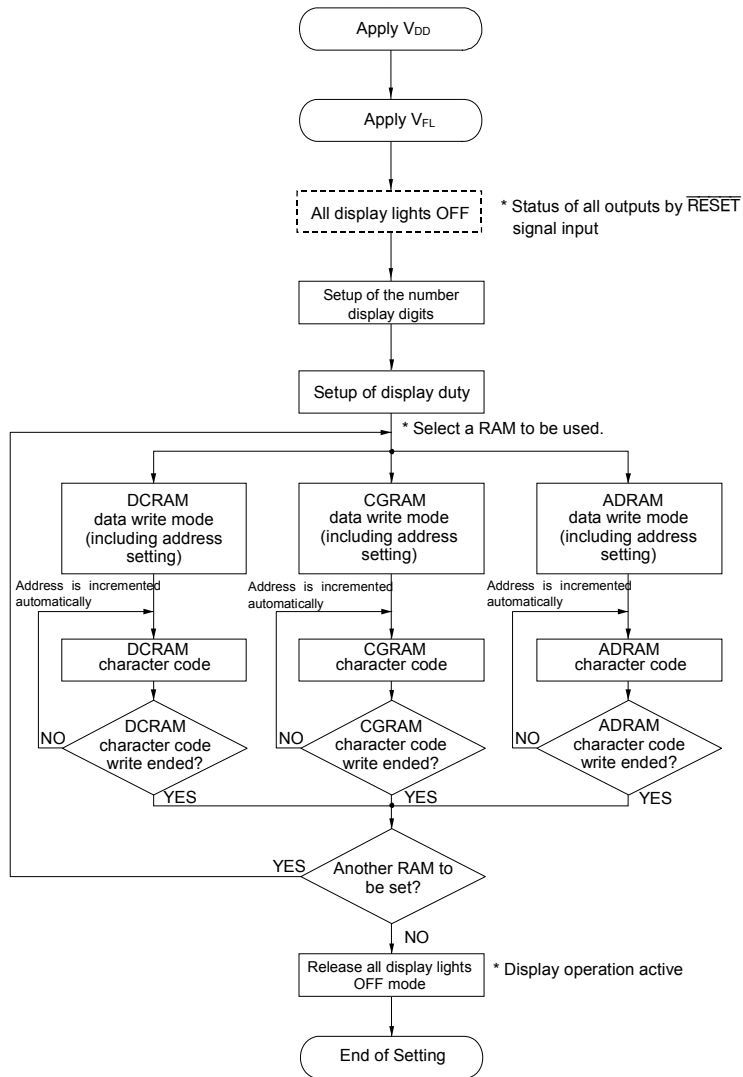 Apply VDD
Apply VFL
All display lights OFF
* Status of all outputs by RESET
signal input
Setup of the number
display digits
Setup of display duty
* Select a RAM to be used.
DCRAM
data write mode
(including address
setting)
CGRAM
data write mode
(including address
setting)
ADRAM
data write mode
(including address
setting)
Address is incremented
automatically
Address is incremented
automatically
Address is incremented
automatically
DCRAM
character code
CGRAM
character code
ADRAM
character code
DCRAM
character code
write ended?
NO
YES
CGRAM
character code
write ended?
NO
YES
ADRAM
character code
write ended?
NO
YES
Another RAM to
be set?
YES
NO
Release all display lights
OFF mode
* Display operation active
End of Setting